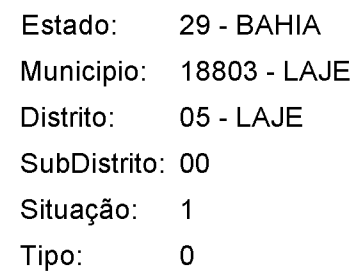 Estado: 29 - BAHIA
Municipio: 18803 - LAJE
Distrito: 05 - LAJE
SubDistrito: 00
Situação: 1
Tipo: 0